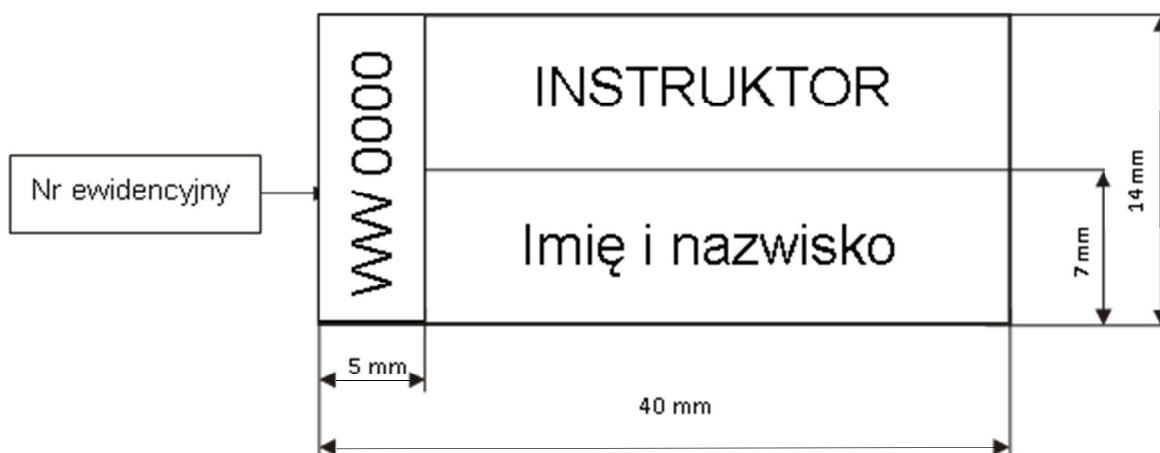 INSTRUKTOR
WW 0000
Nr ewidencyjny
Imię i nazwisko
14 mm
7 mm
5 mm
40 mm